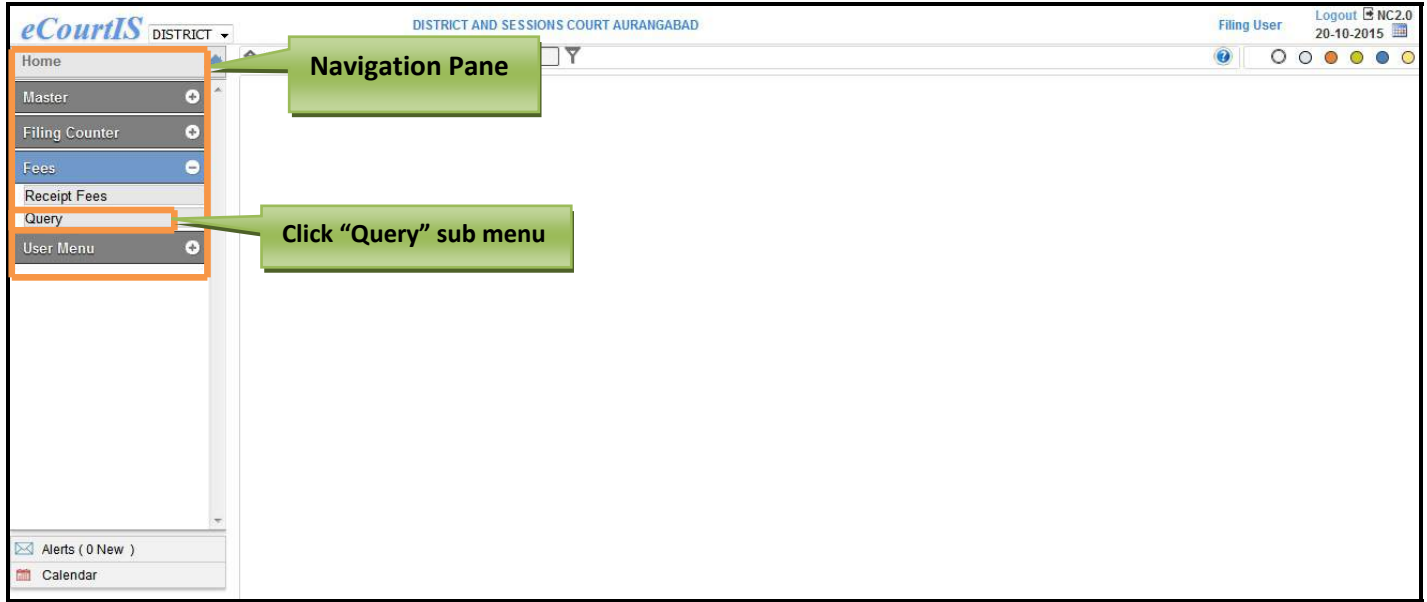 eCourtIS DISTRICT
DISTRICT AND SESSIONS COURT AURANGABAD
Filing User
Logout NC2.0
20-10-2015
Home
Navigation Pane
Master
Filing Counter
Fees
Receipt Fees
Query
Click “Query” sub menu
User Menu
Alerts ( 0 New )
Calendar